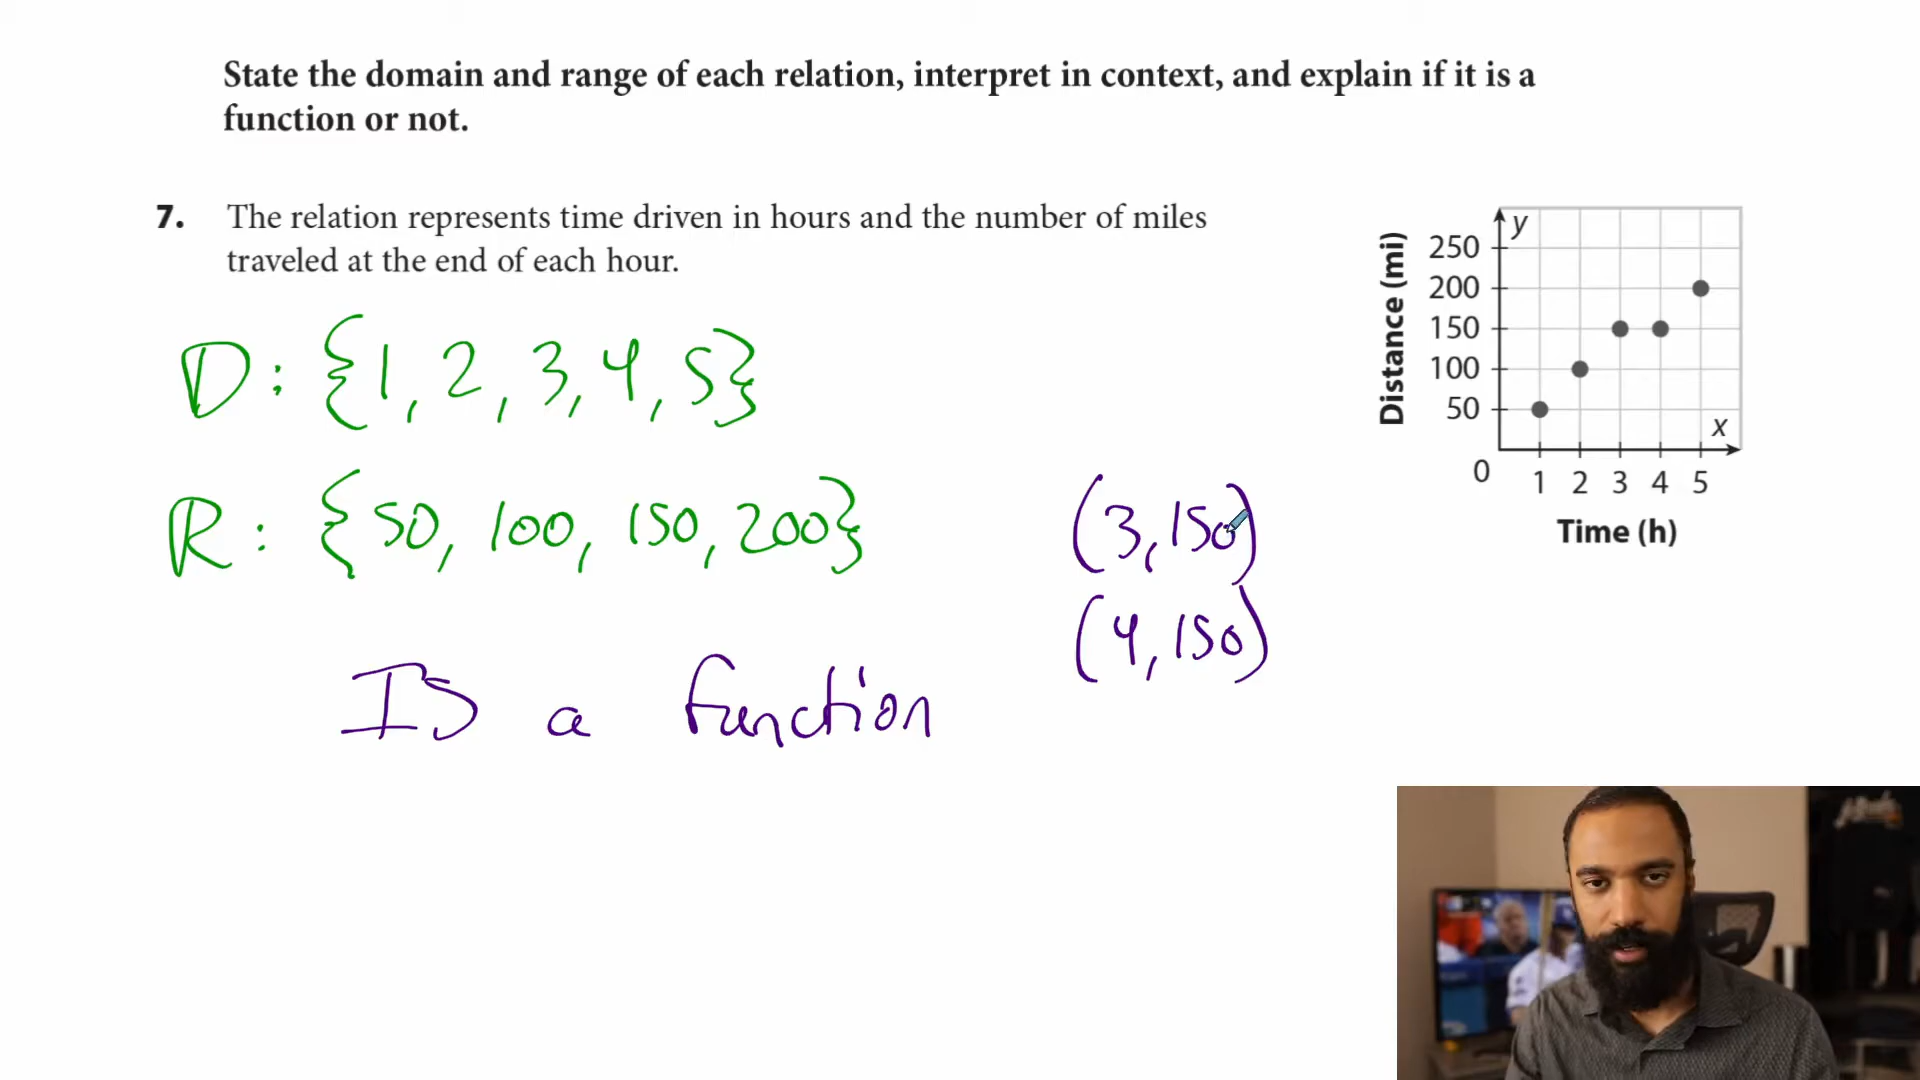 State the domain and range of each relation, interpret in context, and explain if it is a
function or not.
7. The relation represents time driven in hours and the number of miles
traveled at the end of each hour.
D: {1, 2, 3, 4, 5}
R: {50, 100, 150, 200}
IS a function
(3, 150)
(4, 150)
Distance (mi)
y
250
200
150
100
50
x
0 1 2 3 4 5
Time (h)